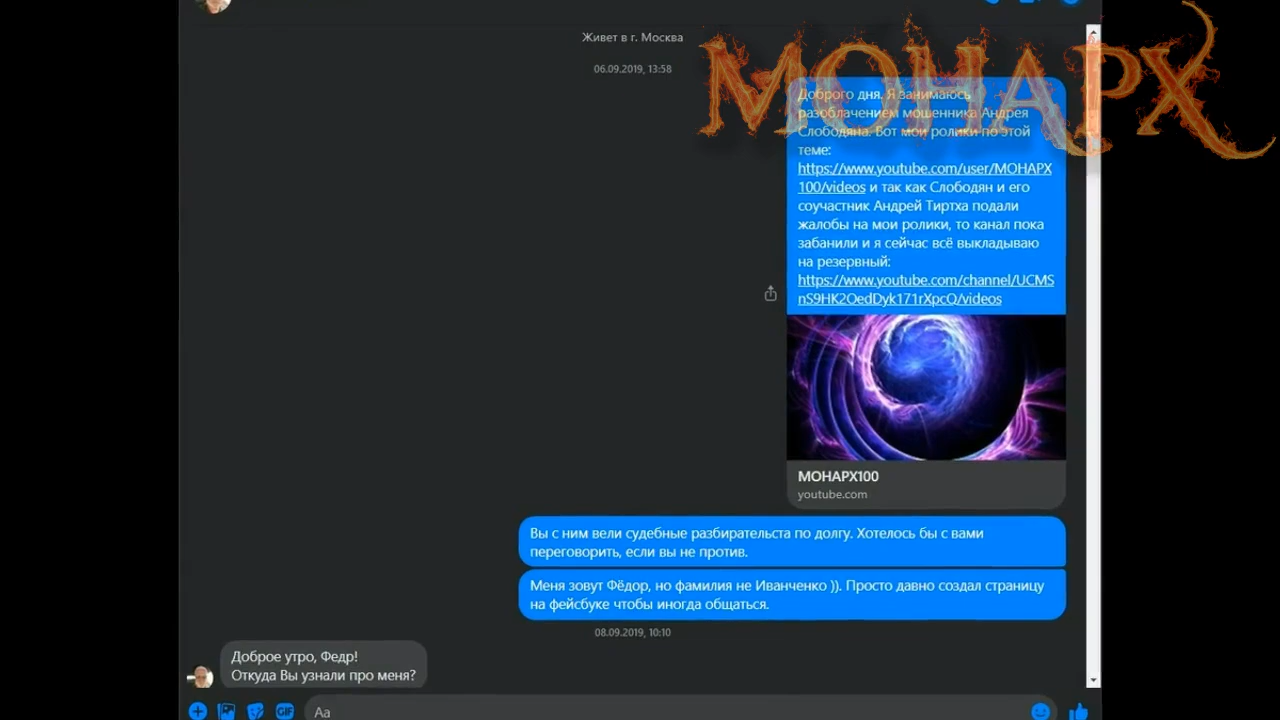 Живет в г. Москва
МОНАРХ
06.09.2019, 13:58
Доброго дня. Я занимаюсь
разоблачением мошенника Андрея
Слободяна. Вот мои ролики по этой
теме:
https://www.youtube.com/user/MOHAPX
100/videos и так как Слободян и его
соучастник Андрей Тиртха подали
жалобы на мои ролики, то канал пока
забанили и я сейчас всё выкладываю
на резервный:
https://www.youtube.com/channel/UCMS
nS9HK2OedDyk171rXpcQ/videos
MOHAPX100
youtube.com
Вы с ним вели судебные разбирательста по долгу. Хотелось бы с вами
переговорить, если вы не против.
Меня зовут Фёдор, но фамилия не Иванченко )). Просто давно создал страницу
на фейсбуке чтобы иногда общаться.
08.09.2019, 10:10
Доброе утро, Федр!
Откуда Вы узнали про меня?
GIF
Aa